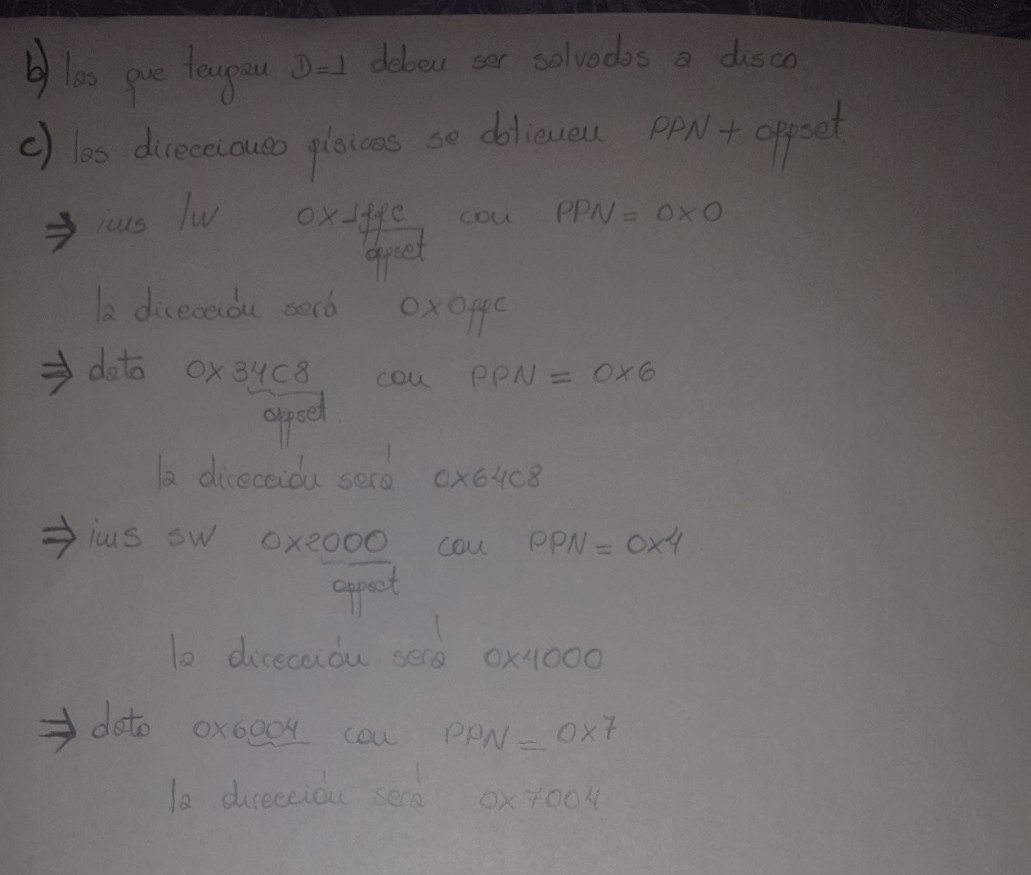 b) las que tengan D=1 deben ser salvadas a disco
c) las direcciones físicas se obtienen PPN + offset.
⇒ ins lw 0x1ffc con PPN = 0x0
offset
la dirección será 0x0ffc
⇒ dato 0x34C8 con PPN = 0x6
offset
la dirección será 0x64C8
⇒ ins sw 0x2000 con PPN = 0x4
offset
la dirección será 0x4000
⇒ dato 0x6004 con PPN = 0x7
la dirección será 0x7004